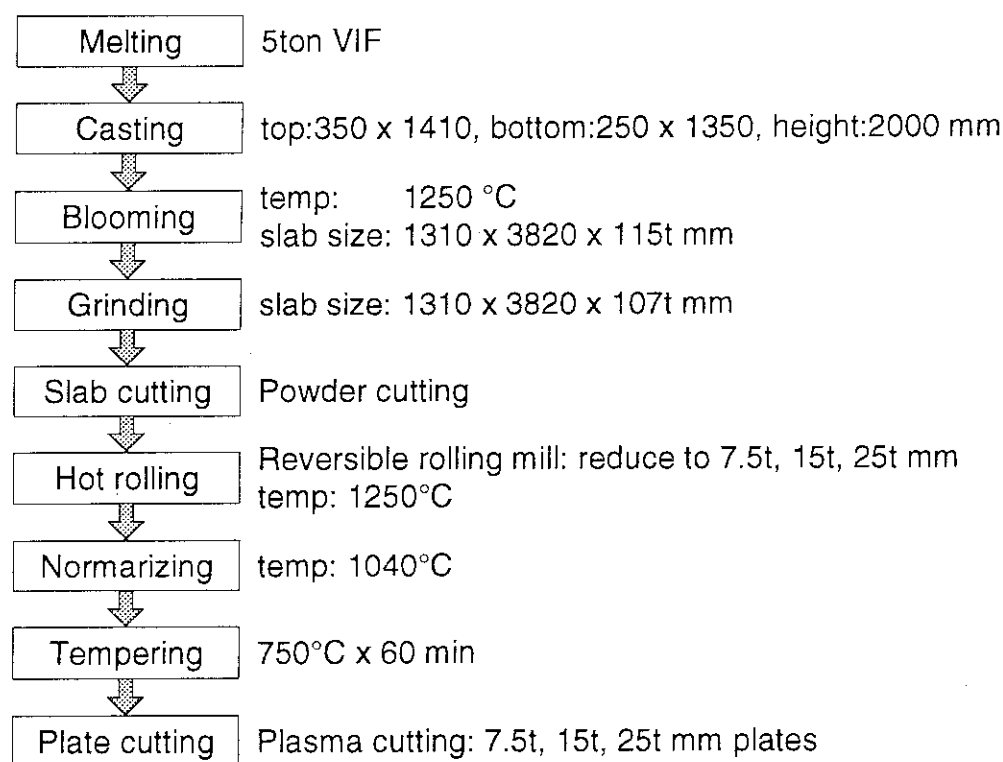 Melting 5ton VIF
Casting top:350 x 1410, bottom:250 x 1350, height:2000 mm
Blooming temp: 1250 °C
slab size: 1310 x 3820 x 115t mm
Grinding slab size: 1310 x 3820 x 107t mm
Slab cutting Powder cutting
Hot rolling Reversible rolling mill: reduce to 7.5t, 15t, 25t mm
temp: 1250°C
Normarizing temp: 1040°C
Tempering 750°C x 60 min
Plate cutting Plasma cutting: 7.5t, 15t, 25t mm plates